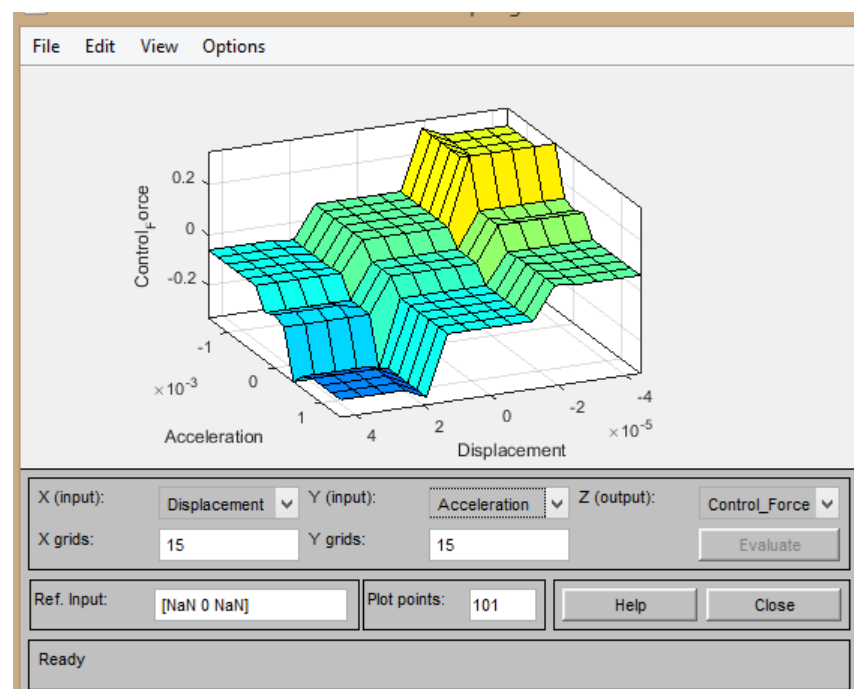 File Edit View Options
0.2
0
-0.2
Control_Force
-1
0
1
×10^-3
Acceleration
4
2
0
-2
-4
×10^-5
Displacement
X (input): Displacement Y (input): Acceleration Z (output): Control_Force
X grids: 15 Y grids: 15 Evaluate
Ref. Input: [NaN 0 NaN] Plot points: 101 Help Close
Ready